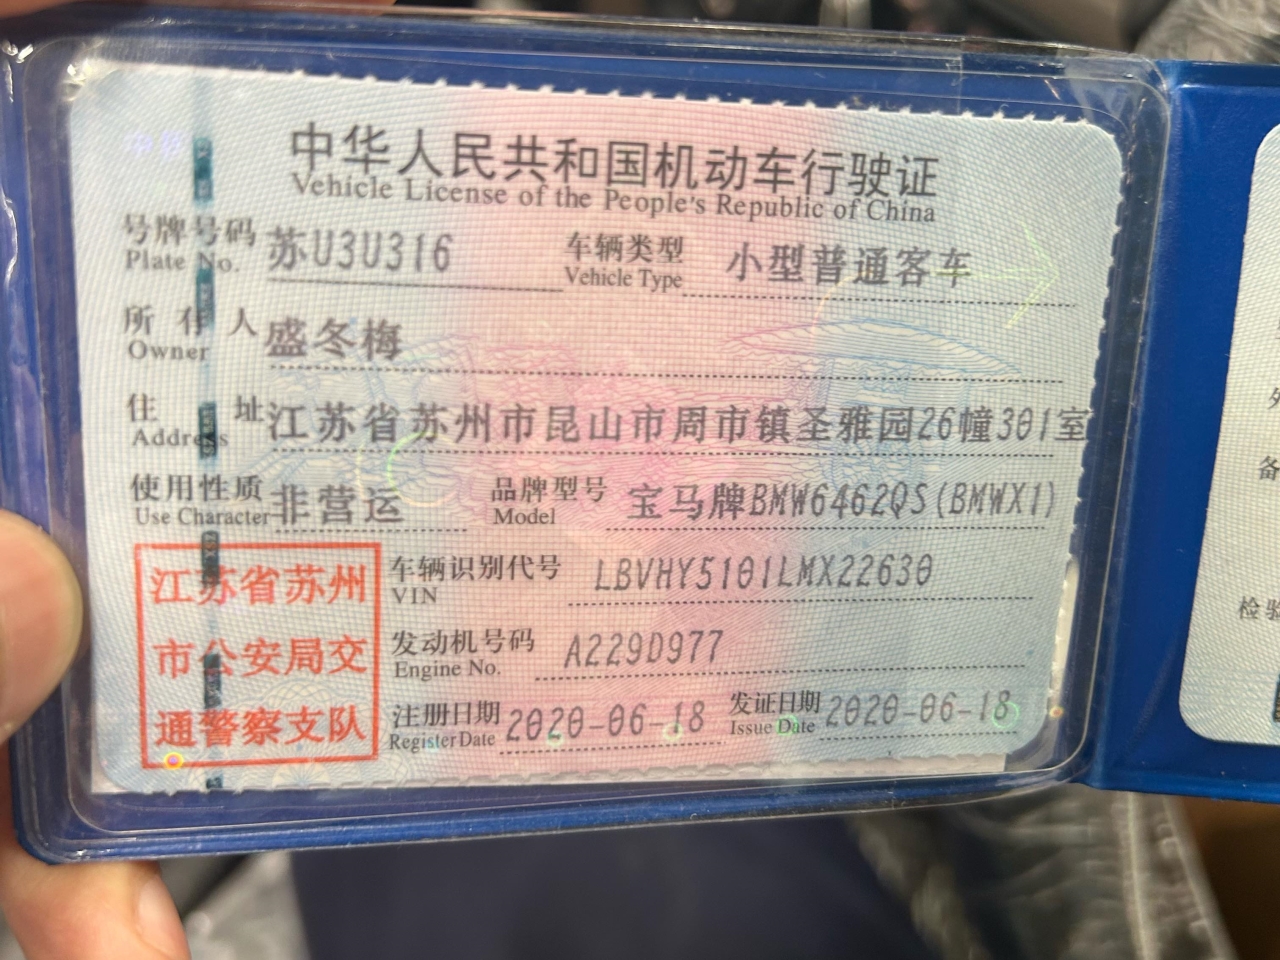 中华人民共和国机动车行驶证
Vehicle License of the People's Republic of China
号牌号码 苏U3U316 车辆类型 小型普通客车
Plate No. Vehicle Type
所有人 盛冬梅
Owner
住址 江苏省苏州市昆山市周市镇圣雅园26幢301室
Address
使用性质 非营运 品牌型号 宝马牌BMW6462QS(BMWX1)
Use Character Model
江苏省苏州
市公安局交
通警察支队
车辆识别代号 LBVHY5101LMX22630
VIN
发动机号码 A229D977
Engine No.
注册日期 2020-06-18 发证日期 2020-06-18
Register Date Issue Date
备
检验